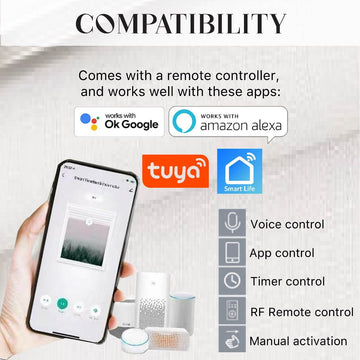 COMPATIBILITY
Comes with a remote controller,
and works well with these apps:
works with
Ok Google
WORKS WITH
amazon alexa
tuya
Smart Life
Voice control
App control
Timer control
RF Remote control
Manual activation